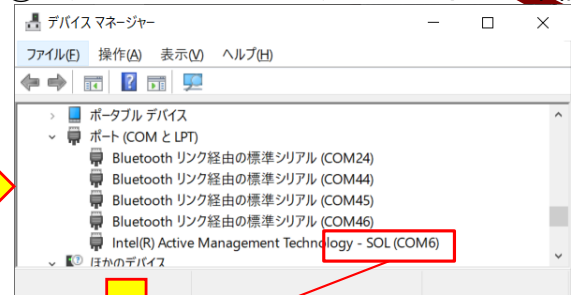 デバイス マネージャー
ファイル(F) 操作(A) 表示(V) ヘルプ(H)
ポータブル デバイス
ポート (COM と LPT)
Bluetooth リンク経由の標準シリアル (COM24)
Bluetooth リンク経由の標準シリアル (COM44)
Bluetooth リンク経由の標準シリアル (COM45)
Bluetooth リンク経由の標準シリアル (COM46)
Intel(R) Active Management Technology - SOL (COM6)
ほかのデバイス